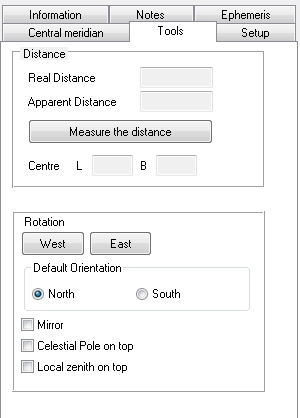 Information Notes Ephemeris
Central meridian Tools Setup
Distance
Real Distance
Apparent Distance
Measure the distance
Centre L B
Rotation
West East
Default Orientation
North South
Mirror
Celestial Pole on top
Local zenith on top